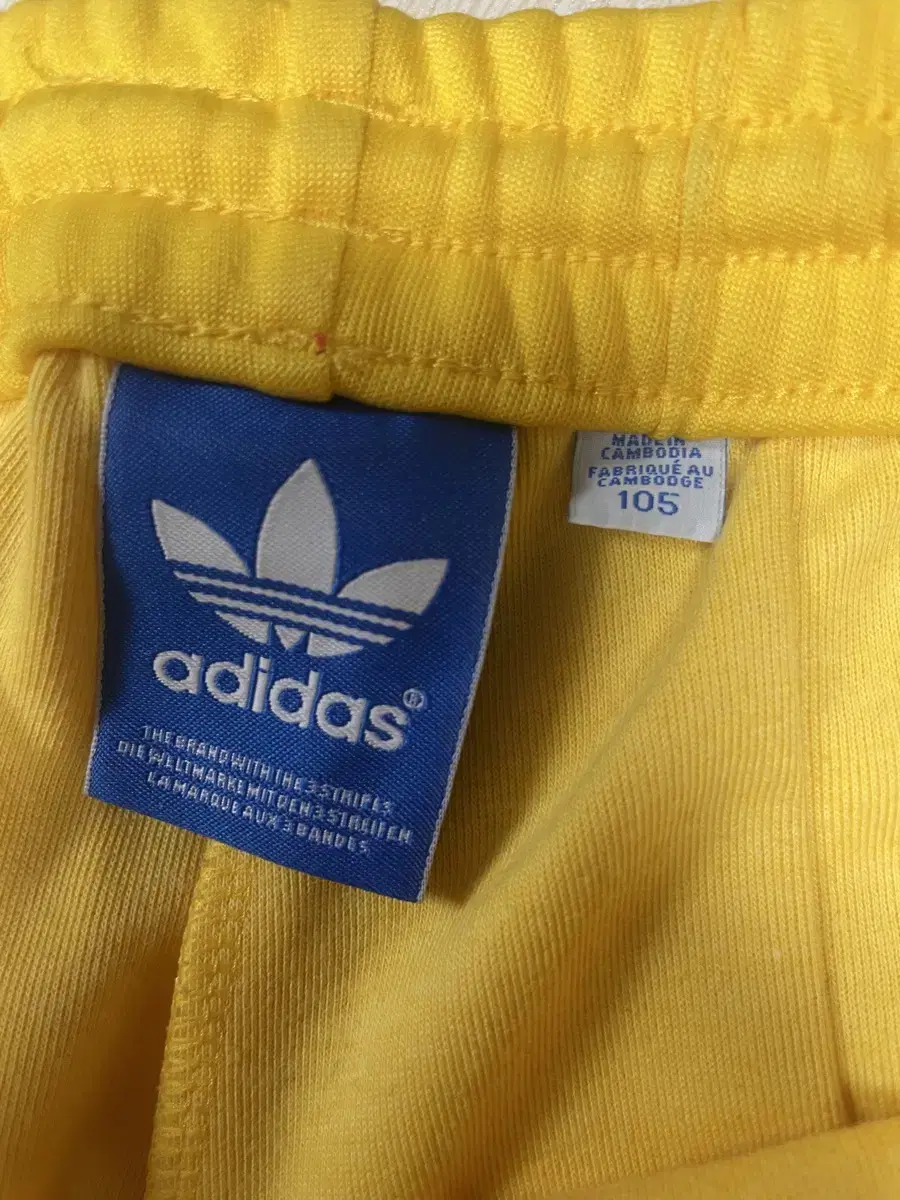 adidas®
THE BRAND WITH THE 3 STRIPES
DIE WELTMARKE MIT DEN 3 STREIFEN
LA MARQUE AUX 3 BANDES
MADE IN
CAMBODIA
FABRIQUÉ AU
CAMBODGE
105